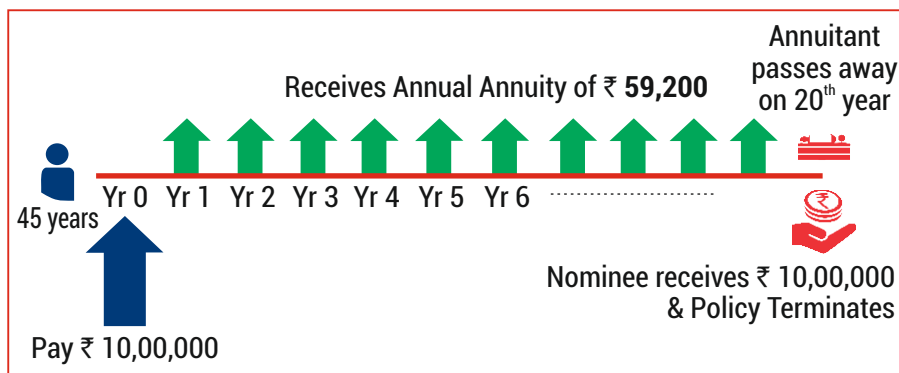 Annuitant
passes away
on 20th year
Receives Annual Annuity of ₹ 59,200
45 years
Yr 0 Yr 1 Yr 2 Yr 3 Yr 4 Yr 5 Yr 6 ......................
₹
Pay ₹ 10,00,000
Nominee receives ₹ 10,00,000
& Policy Terminates